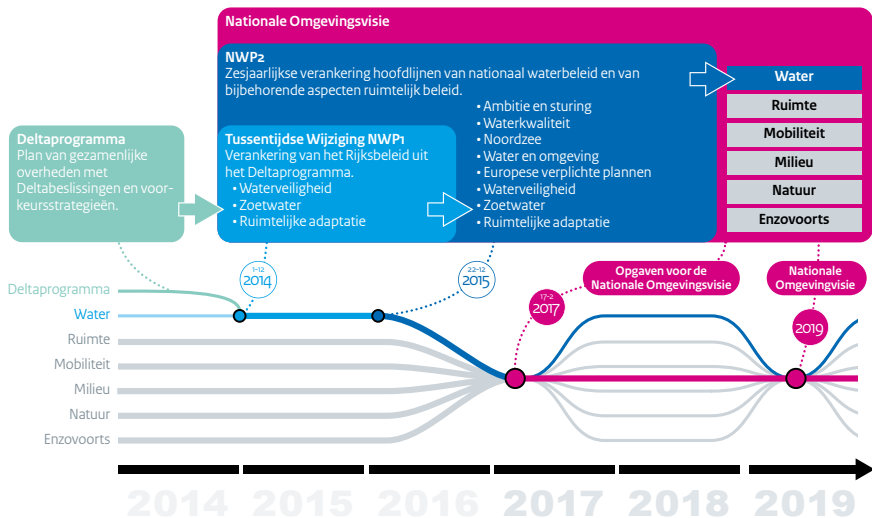 Nationale Omgevingsvisie
NWP2
Zesjaarlijkse verankering hoofdlijnen van nationaal waterbeleid en van
bijbehorende aspecten ruimtelijk beleid.
• Ambitie en sturing
• Waterkwaliteit
• Noordzee
• Water en omgeving
• Europese verplichte plannen
• Waterveiligheid
• Zoetwater
• Ruimtelijke adaptatie
Water
Ruimte
Mobiliteit
Milieu
Natuur
Enzovoorts
Deltaprogramma
Plan van gezamenlijke
overheden met
Deltabeslissingen en voor-
keursstrategieën.
Tussentijdse Wijziging NWP1
Verankering van het Rijksbeleid uit
het Deltaprogramma.
• Waterveiligheid
• Zoetwater
• Ruimtelijke adaptatie
1-12
2014
22-12
2015
17-2
2017
Opgaven voor de
Nationale Omgevingsvisie
Nationale
Omgevingvisie
2019
Deltaprogramma
Water
Ruimte
Mobiliteit
Milieu
Natuur
Enzovoorts
2014 2015 2016 2017 2018 2019